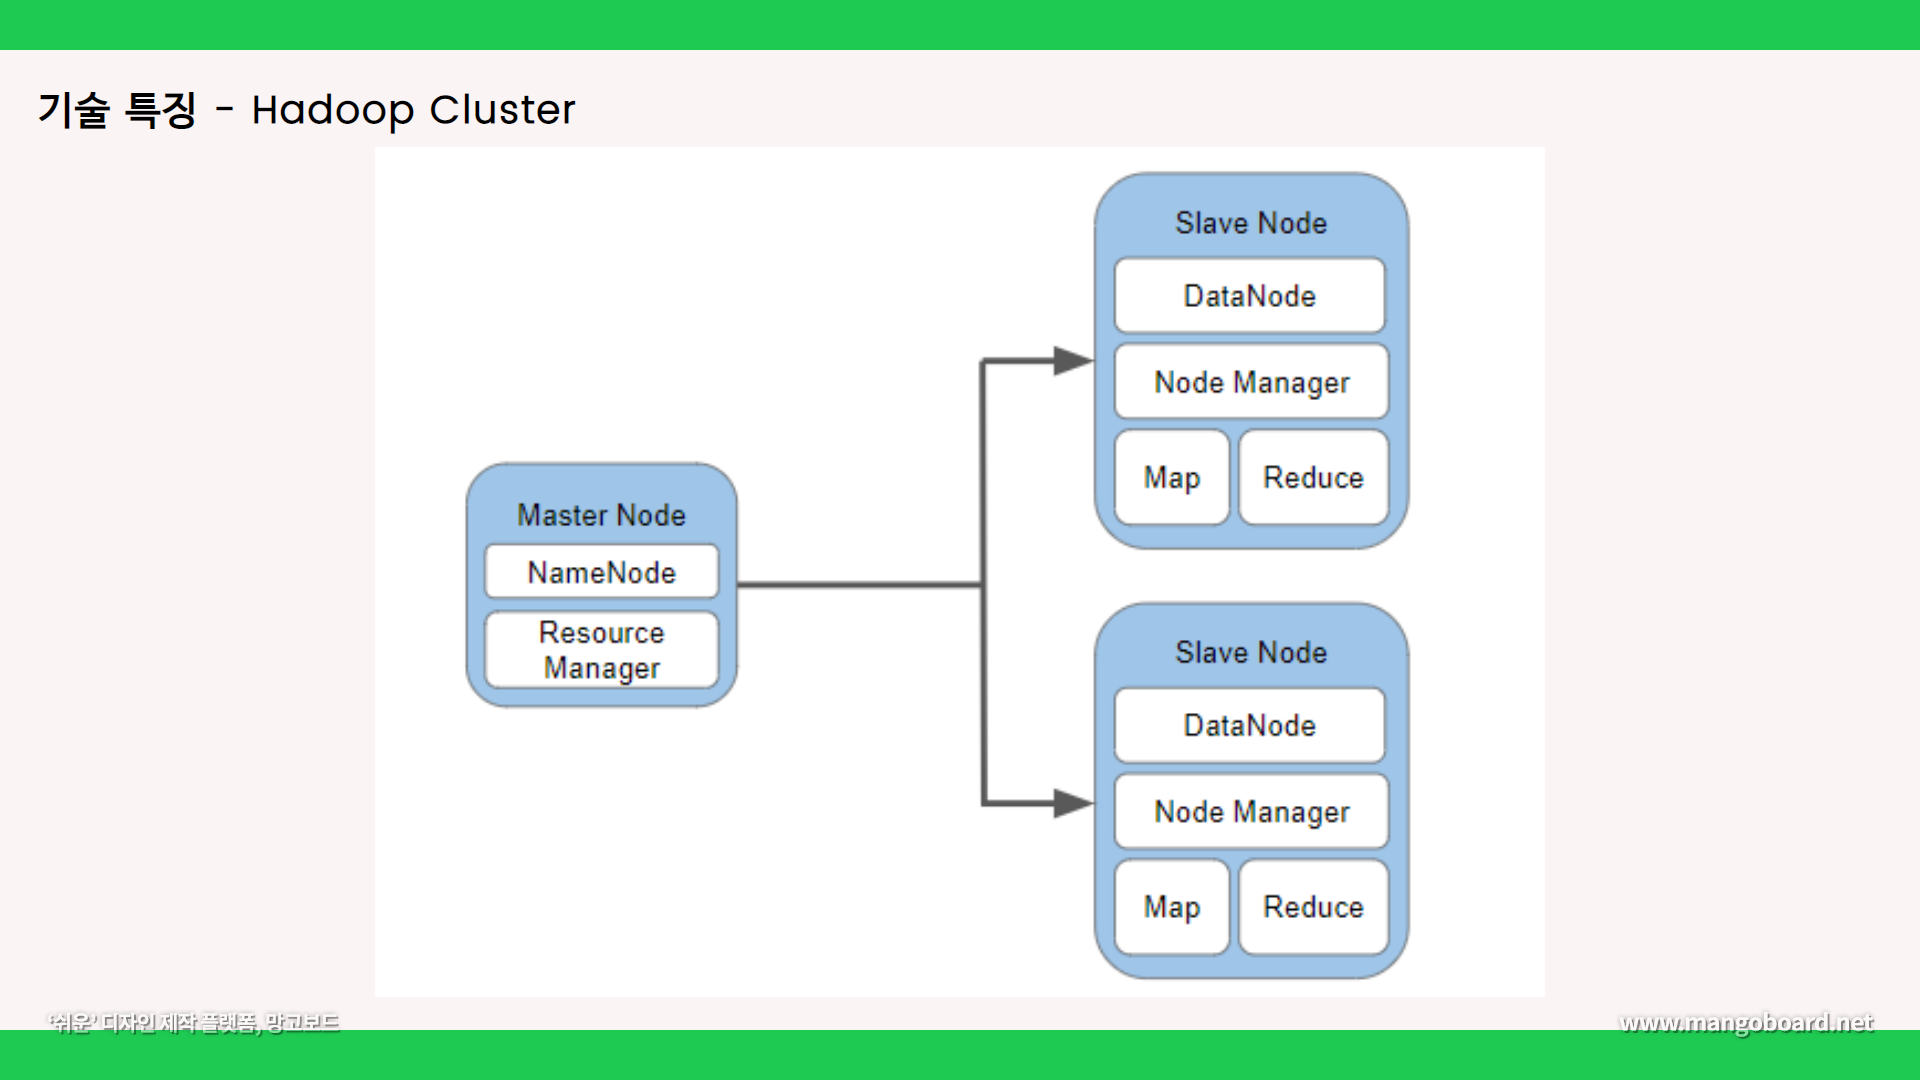 기술 특징 - Hadoop Cluster
Master Node
NameNode
Resource
Manager
Slave Node
DataNode
Node Manager
Map
Reduce
Slave Node
DataNode
Node Manager
Map
Reduce
‘쉬운’ 디자인 제작 플랫폼, 망고보드
www.mangoboard.net